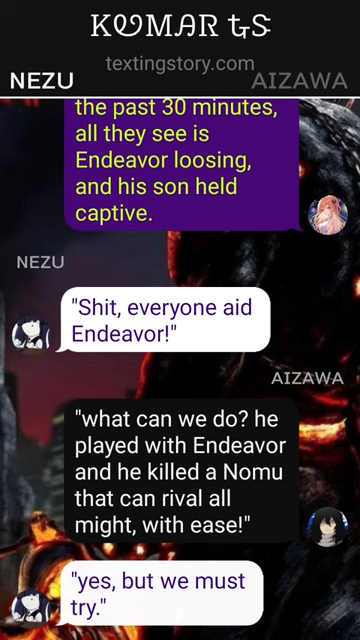 KᘓMAR ᎿS
textingstory.com
NEZU AIZAWA
the past 30 minutes,
all they see is
Endeavor loosing,
and his son held
captive.
NEZU
"Shit, everyone aid
Endeavor!"
AIZAWA
"what can we do? he
played with Endeavor
and he killed a Nomu
that can rival all
might, with ease!"
"yes, but we must
try."